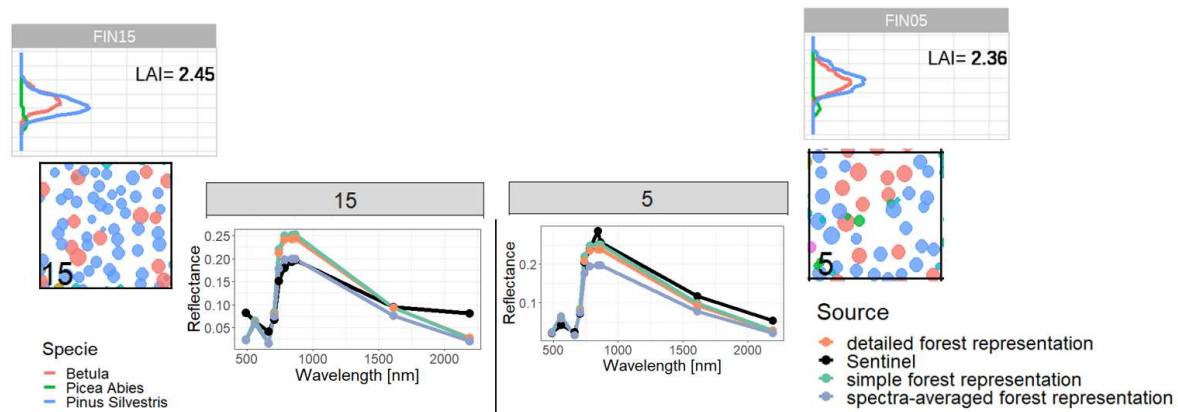 FIN15
LAI= 2.45
15
Specie
Betula
Picea Abies
Pinus Silvestris
15
Reflectance
0.25
0.20
0.15
0.10
0.05
500
1000
1500
2000
Wavelength [nm]
5
Reflectance
0.2
0.1
500
1000
1500
2000
Wavelength [nm]
FIN05
LAI= 2.36
5
Source
detailed forest representation
Sentinel
simple forest representation
spectra-averaged forest representation